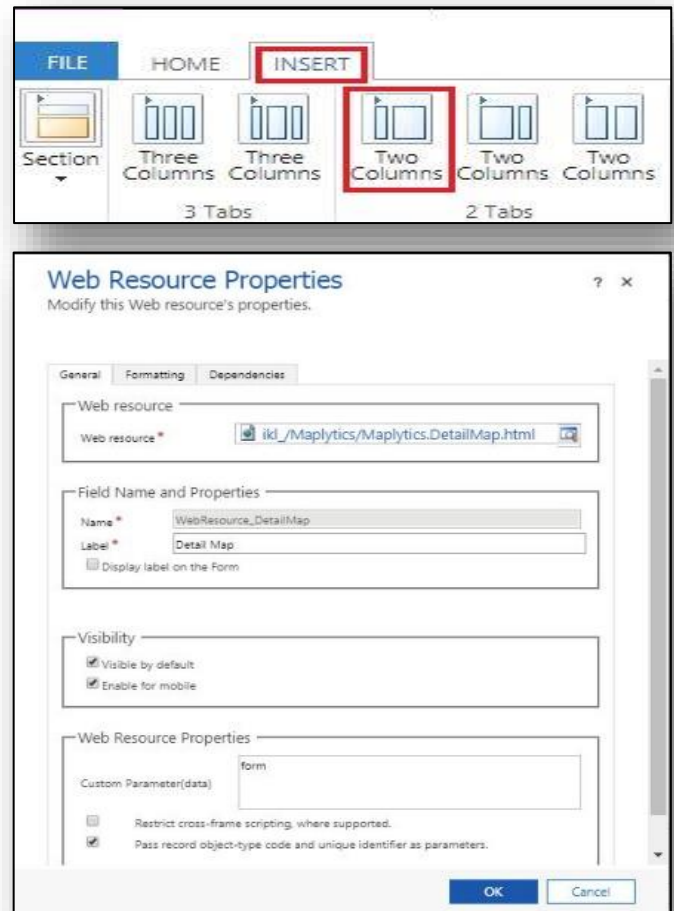 FILE HOME INSERT
Section Three Columns Three Columns Two Columns Two Columns Two Columns
3 Tabs 2 Tabs
Web Resource Properties ? ×
Modify this Web resource's properties.
General Formatting Dependencies
Web resource
Web resource * ikl_/Maplytics/Maplytics.DetailMap.html
Field Name and Properties
Name * WebResource_DetailMap
Label * Detail Map
Display label on the Form
Visibility
Visible by default
Enable for mobile
Web Resource Properties
form
Custom Parameter(data)
Restrict cross-frame scripting, where supported.
Pass record object-type code and unique identifier as parameters.
OK Cancel